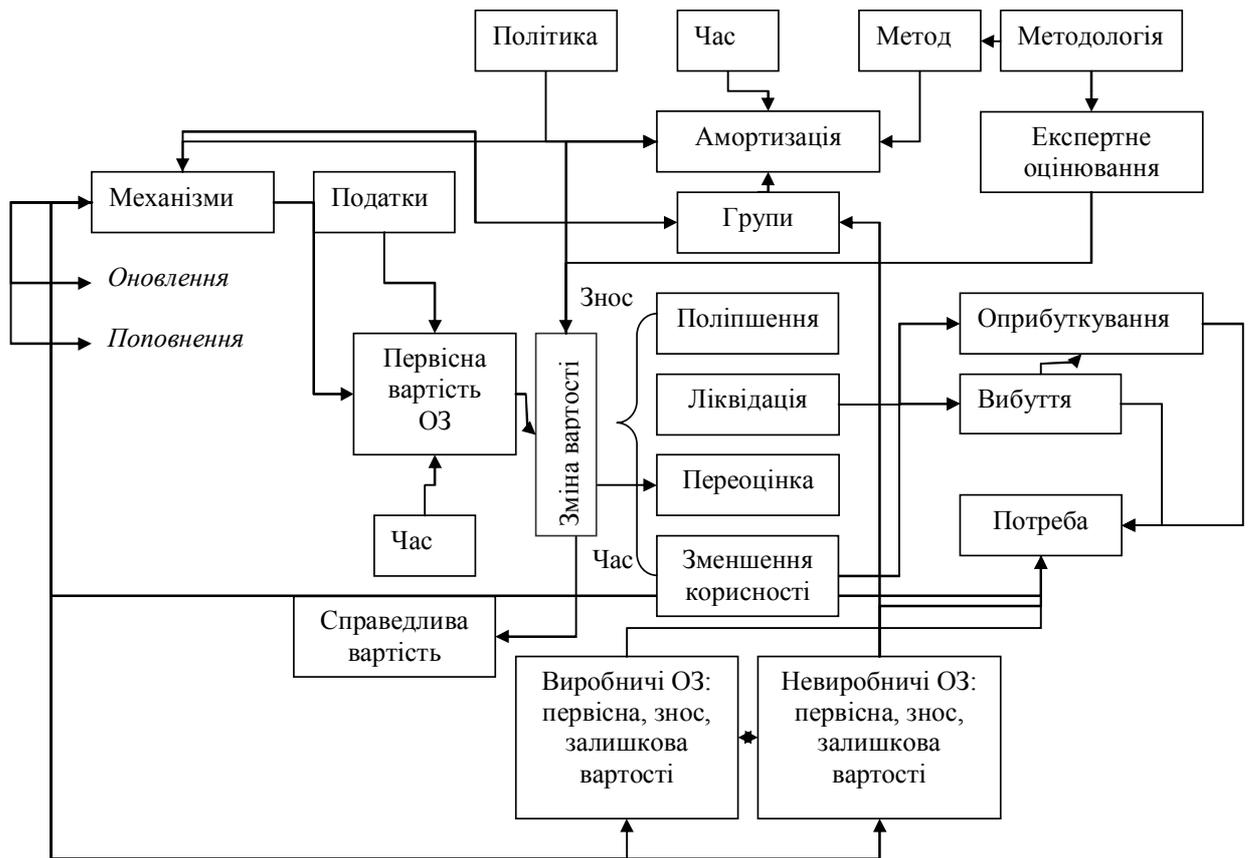 Політика
Час
Метод
Методологія
Амортизація
Експертне
оцінювання
Механізми
Податки
Групи
Оновлення
Поповнення
Знос
Поліпшення
Оприбуткування
Первісна
вартість
ОЗ
Зміна вартості
Ліквідація
Вибуття
Переоцінка
Потреба
Час
Час
Зменшення
корисності
Справедлива
вартість
Виробничі ОЗ:
первісна, знос,
залишкова
вартості
Невиробничі ОЗ:
первісна, знос,
залишкова
вартості